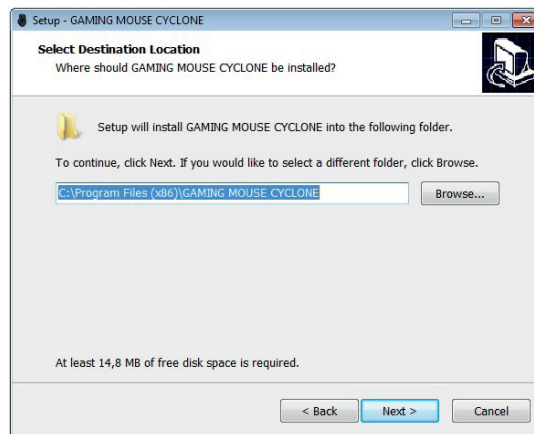 Setup - GAMING MOUSE CYCLONE
Select Destination Location
Where should GAMING MOUSE CYCLONE be installed?
Setup will install GAMING MOUSE CYCLONE into the following folder.
To continue, click Next. If you would like to select a different folder, click Browse.
C:\Program Files (x86)\GAMING MOUSE CYCLONE
Browse...
At least 14,8 MB of free disk space is required.
< Back
Next >
Cancel